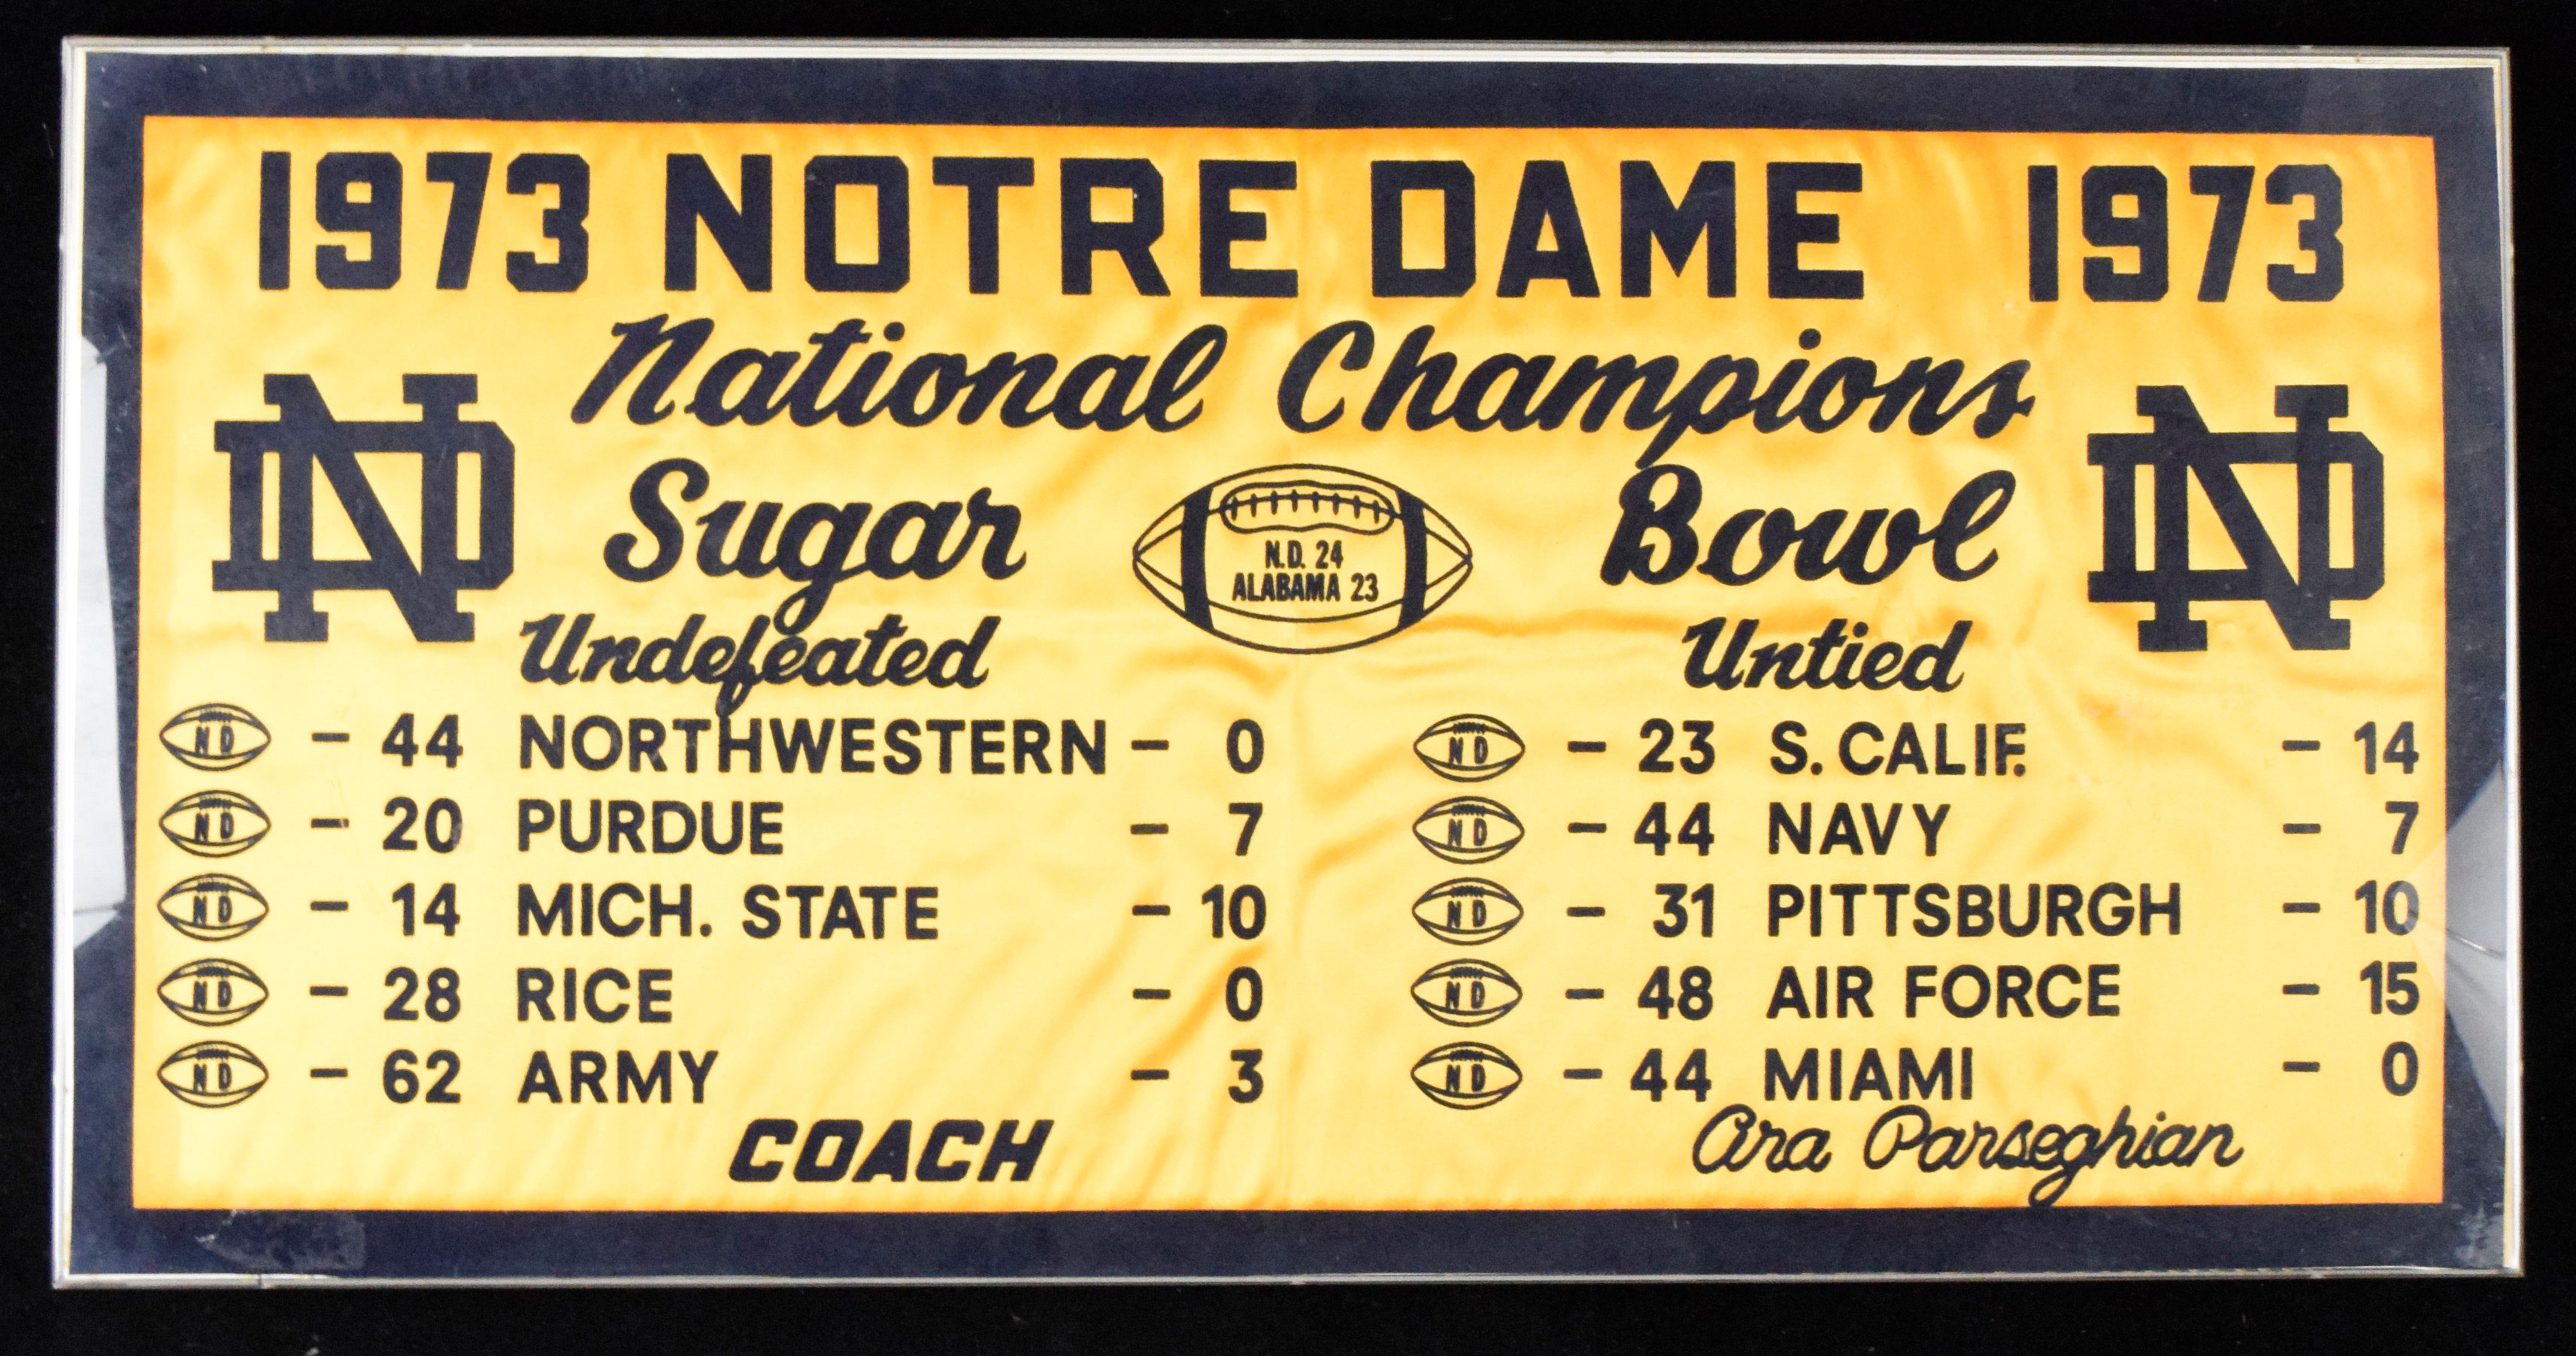 1973 NOTRE DAME 1973
National Champions
ND Sugar Bowl ND
N.D. 24
ALABAMA 23
Undefeated Untied
ND - 44 NORTHWESTERN - 0
ND - 20 PURDUE - 7
ND - 14 MICH. STATE - 10
ND - 28 RICE - 0
ND - 62 ARMY - 3
ND - 23 S. CALIF. - 14
ND - 44 NAVY - 7
ND - 31 PITTSBURGH - 10
ND - 48 AIR FORCE - 15
ND - 44 MIAMI - 0
COACH Ara Parseghian